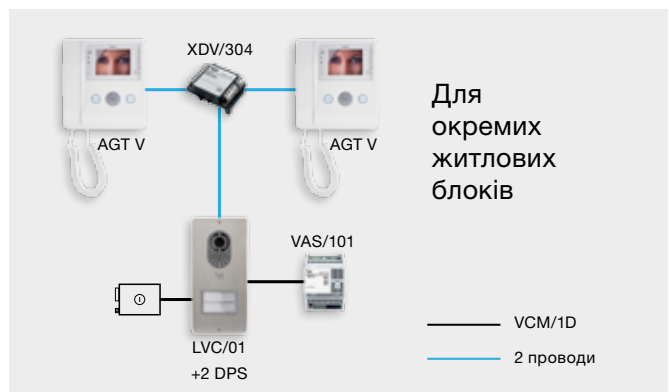 XDV/304
AGT V
AGT V
Для
окремих
житлових
блоків
VAS/101
LVC/01
+2 DPS
VCM/1D
2 проводи